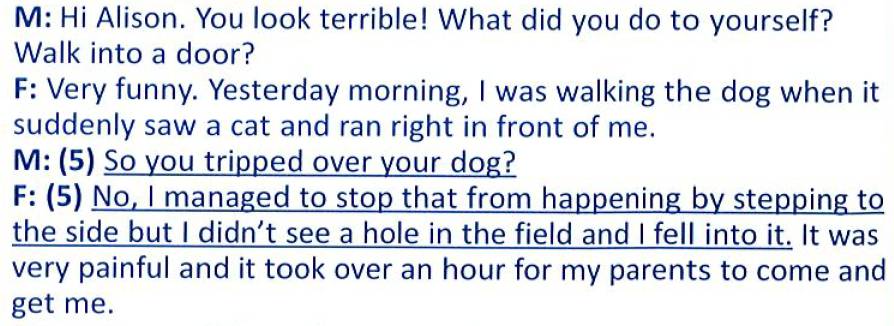 M: Hi Alison. You look terrible! What did you do to yourself?
Walk into a door?
F: Very funny. Yesterday morning, I was walking the dog when it
suddenly saw a cat and ran right in front of me.
M: (5) So you tripped over your dog?
F: (5) No, I managed to stop that from happening by stepping to
the side but I didn't see a hole in the field and I fell into it. It was
very painful and it took over an hour for my parents to come and
get me.